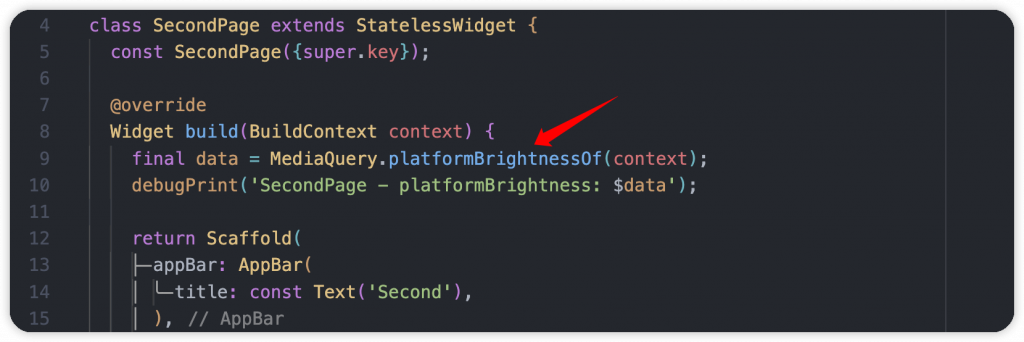 4 class SecondPage extends StatelessWidget {
5 const SecondPage({super.key});
6
7 @override
8 Widget build(BuildContext context) {
9 final data = MediaQuery.platformBrightnessOf(context);
10 debugPrint('SecondPage - platformBrightness: $data');
11
12 return Scaffold(
13 appBar: AppBar(
14 title: const Text('Second'),
15 ), // AppBar